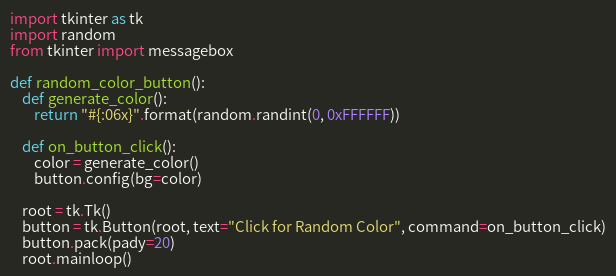 import tkinter as tk
import random
from tkinter import messagebox

def random_color_button():
    def generate_color():
        return "#{:06x}".format(random.randint(0, 0xFFFFFF))

    def on_button_click():
        color = generate_color()
        button.config(bg=color)

    root = tk.Tk()
    button = tk.Button(root, text="Click for Random Color", command=on_button_click)
    button.pack(pady=20)
    root.mainloop()